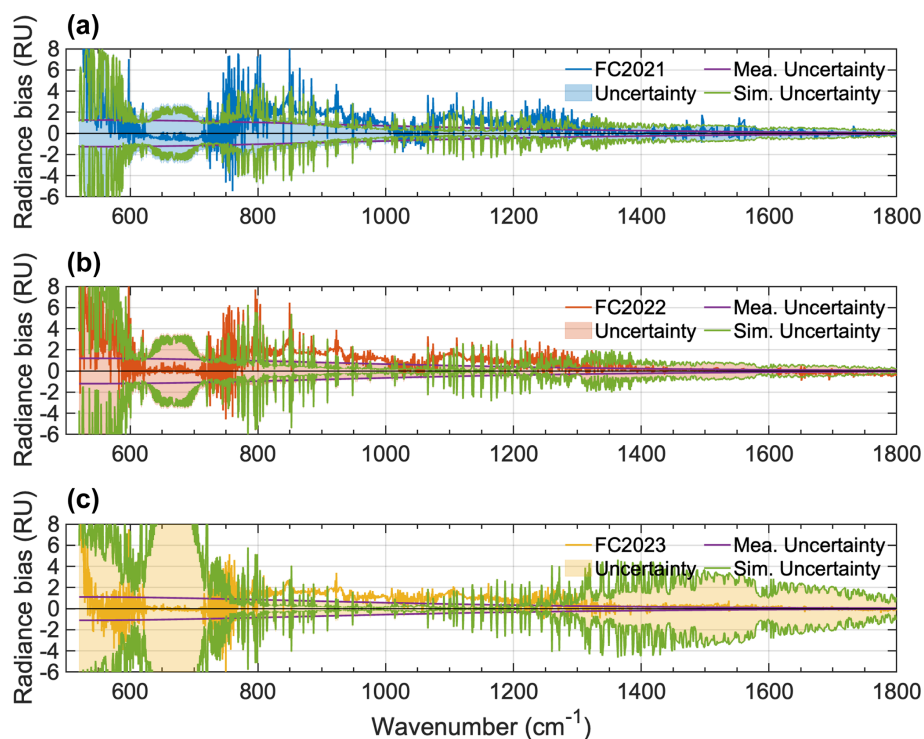 (a)
Radiance bias (RU)
8
6
4
2
0
-2
-4
-6
FC2021 Mea. Uncertainty
Uncertainty Sim. Uncertainty
600 800 1000 1200 1400 1600 1800
(b)
Radiance bias (RU)
8
6
4
2
0
-2
-4
-6
FC2022 Mea. Uncertainty
Uncertainty Sim. Uncertainty
600 800 1000 1200 1400 1600 1800
(c)
Radiance bias (RU)
8
6
4
2
0
-2
-4
-6
FC2023 Mea. Uncertainty
Uncertainty Sim. Uncertainty
600 800 1000 1200 1400 1600 1800
Wavenumber (cm⁻¹)